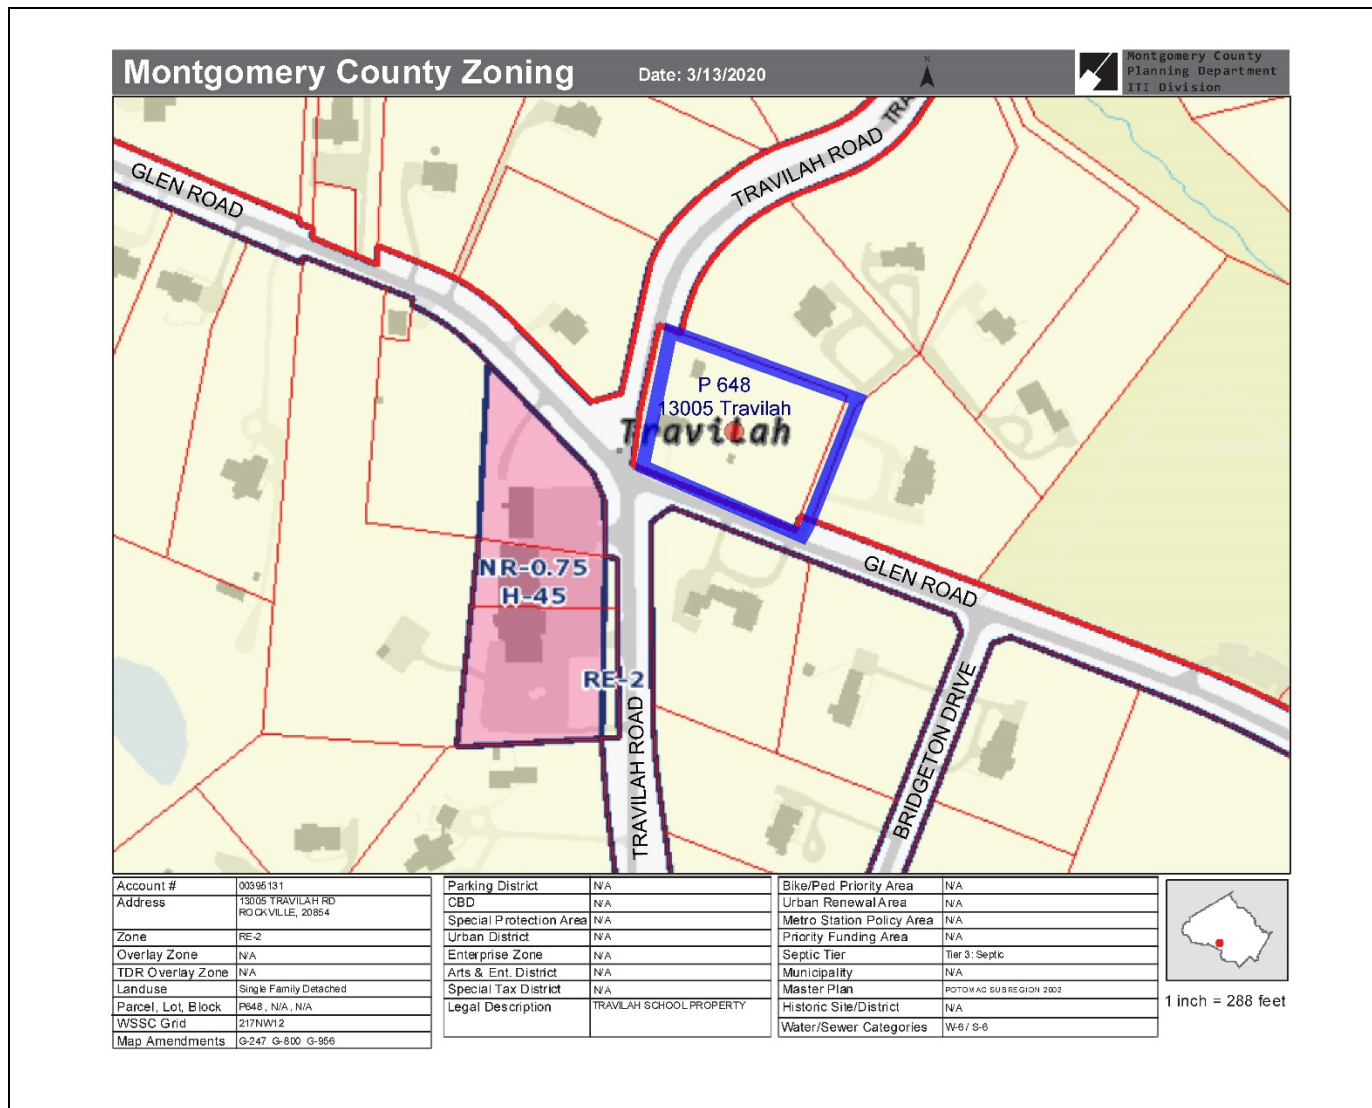 Montgomery County Zoning
Date: 3/13/2020
N
Montgomery County
Planning Department
ITI Division
GLEN ROAD
TRAVILAH ROAD
TRA
P 648
13005 Travilah
Travilah
NR-0.75
H-45
RE-2
GLEN ROAD
TRAVILAH ROAD
BRIDGETON DRIVE
Account # 00395131
Address 13005 TRAVILAH RD
ROCKVILLE, 20854
Zone RE-2
Overlay Zone N/A
TDR Overlay Zone N/A
Landuse Single Family Detached
Parcel, Lot, Block P648, N/A, N/A
WSSC Grid 217NW12
Map Amendments G-247 G-800 G-956
Parking District N/A
CBD N/A
Special Protection Area N/A
Urban District N/A
Enterprise Zone N/A
Arts & Ent. District N/A
Special Tax District N/A
Legal Description TRAVILAH SCHOOL PROPERTY
Bike/Ped Priority Area N/A
Urban Renewal Area N/A
Metro Station Policy Area N/A
Priority Funding Area N/A
Septic Tier Tier 3: Septic
Municipality N/A
Master Plan POTOMAC SUBREGION 2002
Historic Site/District N/A
Water/Sewer Categories W-6 / S-6
1 inch = 288 feet